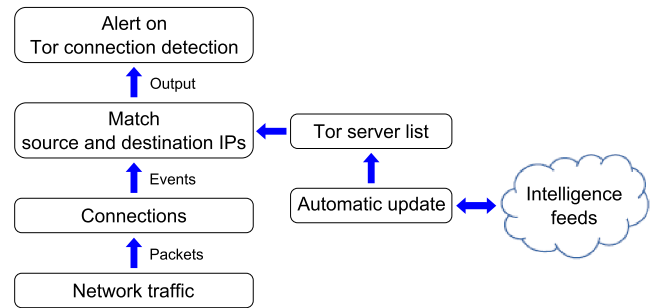 Alert on
Tor connection detection
Output
Match
source and destination IPs
Tor server list
Events
Connections
Automatic update
Intelligence
feeds
Packets
Network traffic